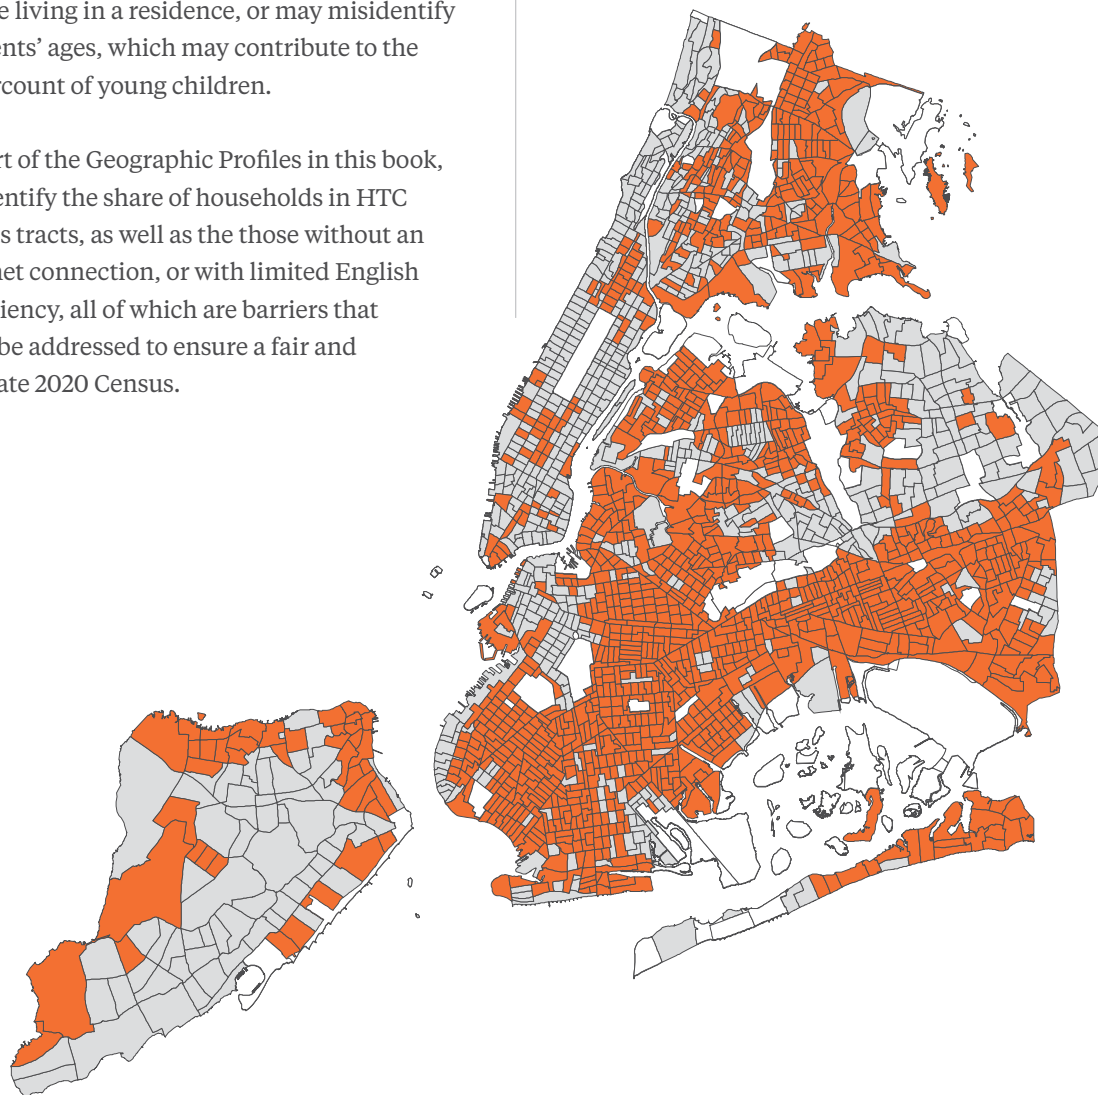 e living in a residence, or may misidentify
ents’ ages, which may contribute to the
rcount of young children.
rt of the Geographic Profiles in this book,
entify the share of households in HTC
s tracts, as well as the those without an
net connection, or with limited English
iency, all of which are barriers that
be addressed to ensure a fair and
ate 2020 Census.